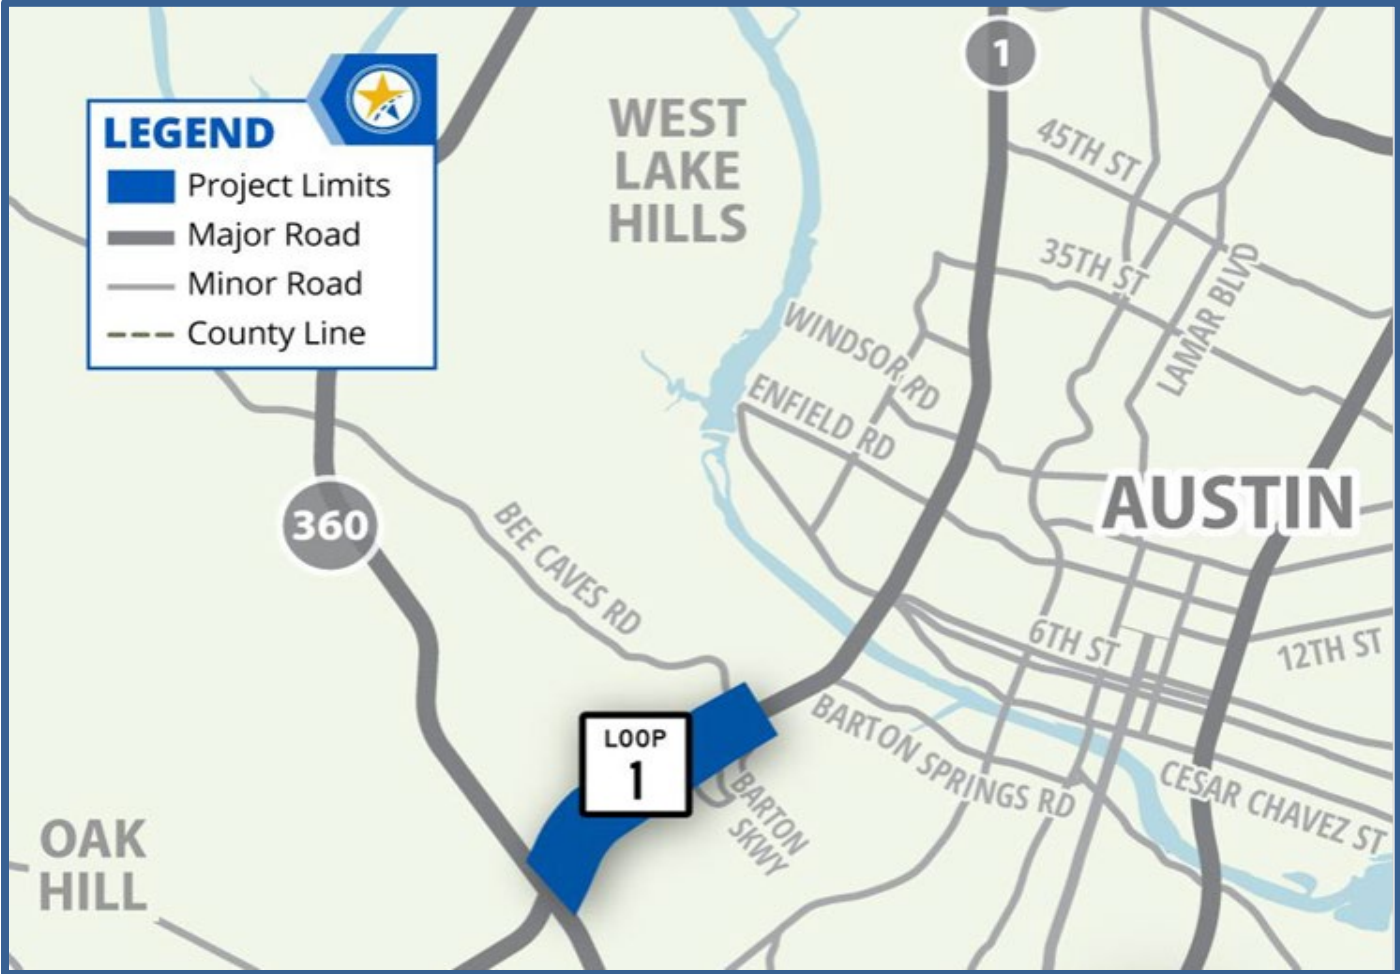 LEGEND
Project Limits
Major Road
Minor Road
County Line
WEST
LAKE
HILLS
1
45TH ST
35TH ST
LAMAR BLVD
WINDSOR RD
ENFIELD RD
AUSTIN
360
BEE CAVES RD
6TH ST
12TH ST
LOOP
1
BARTON SPRINGS RD
BARTON
SKWY
CESAR CHAVEZ ST
OAK
HILL